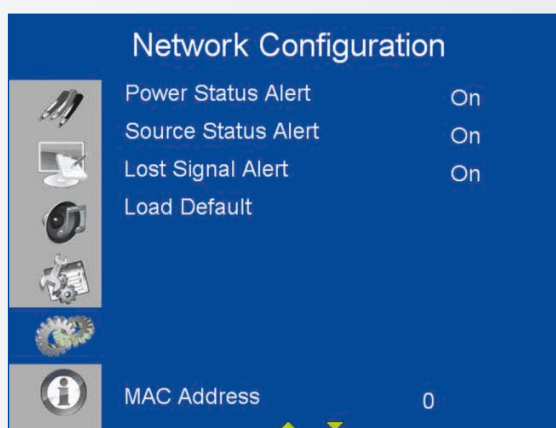 Network Configuration
Power Status Alert On
Source Status Alert On
Lost Signal Alert On
Load Default
MAC Address 0